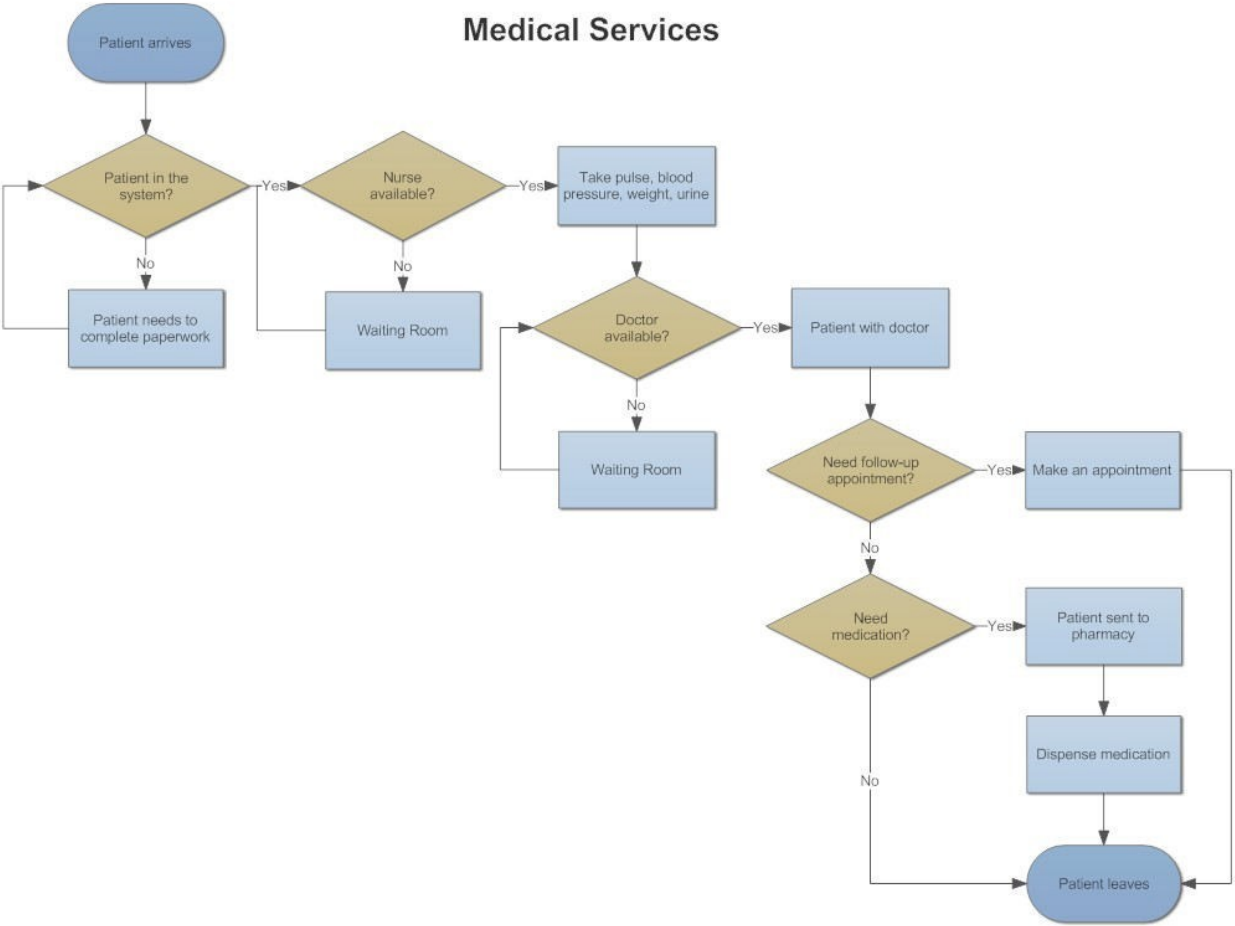 Medical Services
Patient arrives
Patient in the
system?
Yes
Nurse
available?
Yes
Take pulse, blood
pressure, weight, urine
No
Patient needs to
complete paperwork
No
Waiting Room
Doctor
available?
Yes
Patient with doctor
No
Waiting Room
Need follow-up
appointment?
Yes
Make an appointment
No
Need
medication?
Yes
Patient sent to
pharmacy
Dispense medication
No
Patient leaves